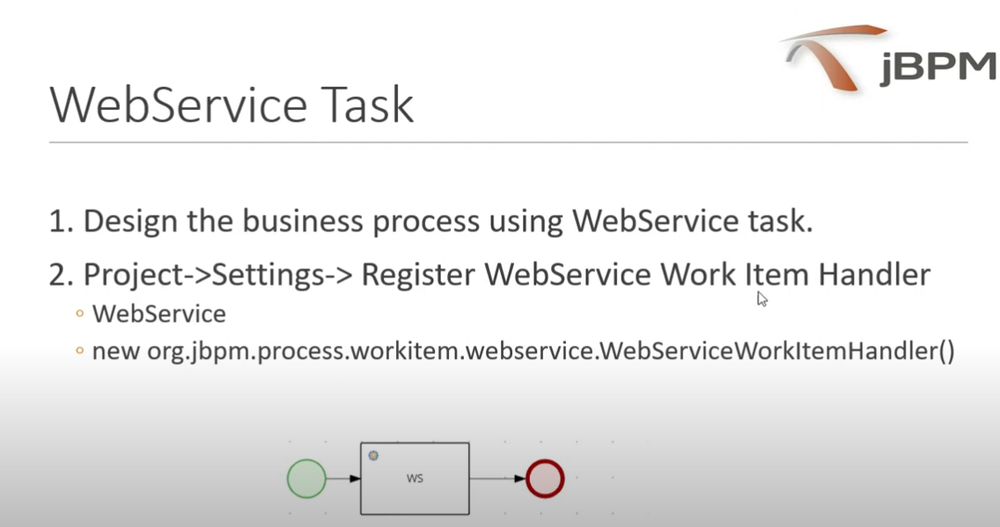 jBPM
WebService Task
1. Design the business process using WebService task.
2. Project->Settings-> Register WebService Work Item Handler
WebService
new org.jbpm.process.workitem.webservice.WebServiceWorkItemHandler()
WS